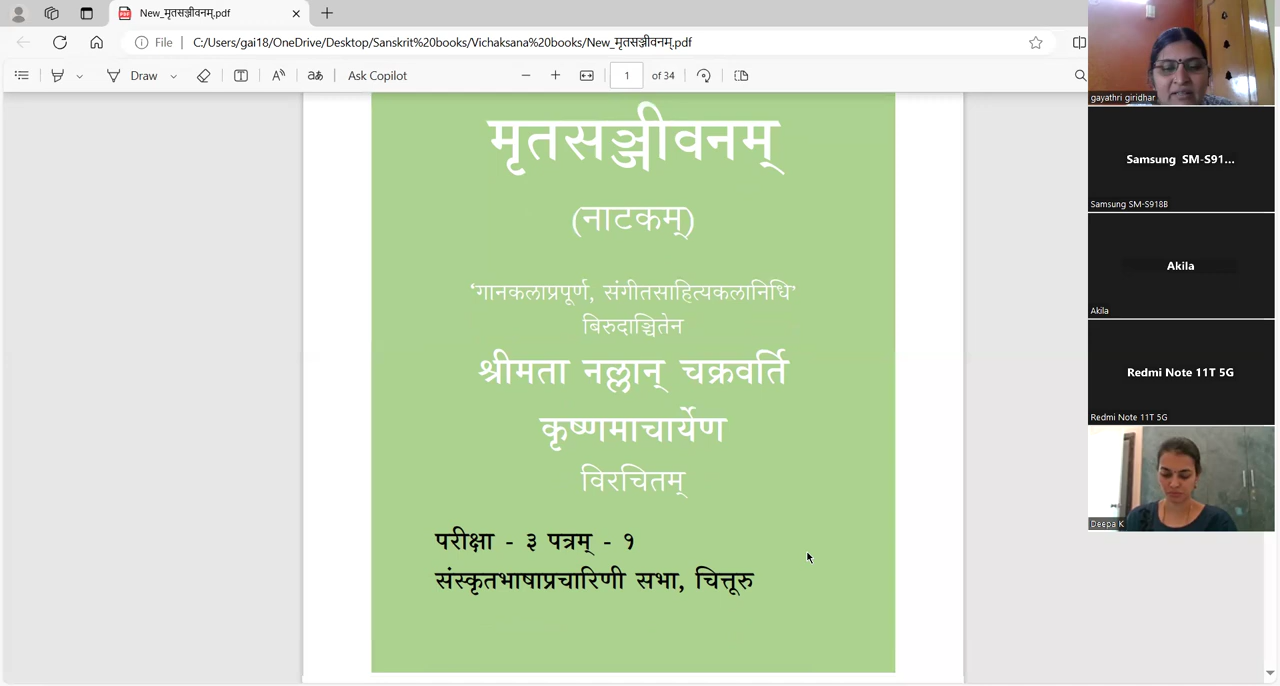 New_मृतसञ्जीवनम्.pdf
File
C:/Users/gai18/OneDrive/Desktop/Sanskrit%20books/Vichaksana%20books/New_मृतसञ्जीवनम्.pdf
Draw
Ask Copilot
1 of 34
मृतसञ्जीवनम्
(नाटकम्)
‘गानकलाप्रपूर्ण, संगीतसाहित्यकलानिधि’
बिरुदाञ्चितेन
श्रीमता नल्लान् चक्रवर्ति
कृष्णमाचार्येण
विरचितम्
परीक्षा - ३ पत्रम् - १
संस्कृतभाषाप्रचारिणी सभा, चित्तूरु
gayathri giridhar
Samsung SM-S91...
Samsung SM-S918B
Akila
Akila
Redmi Note 11T 5G
Redmi Note 11T 5G
Deepa K